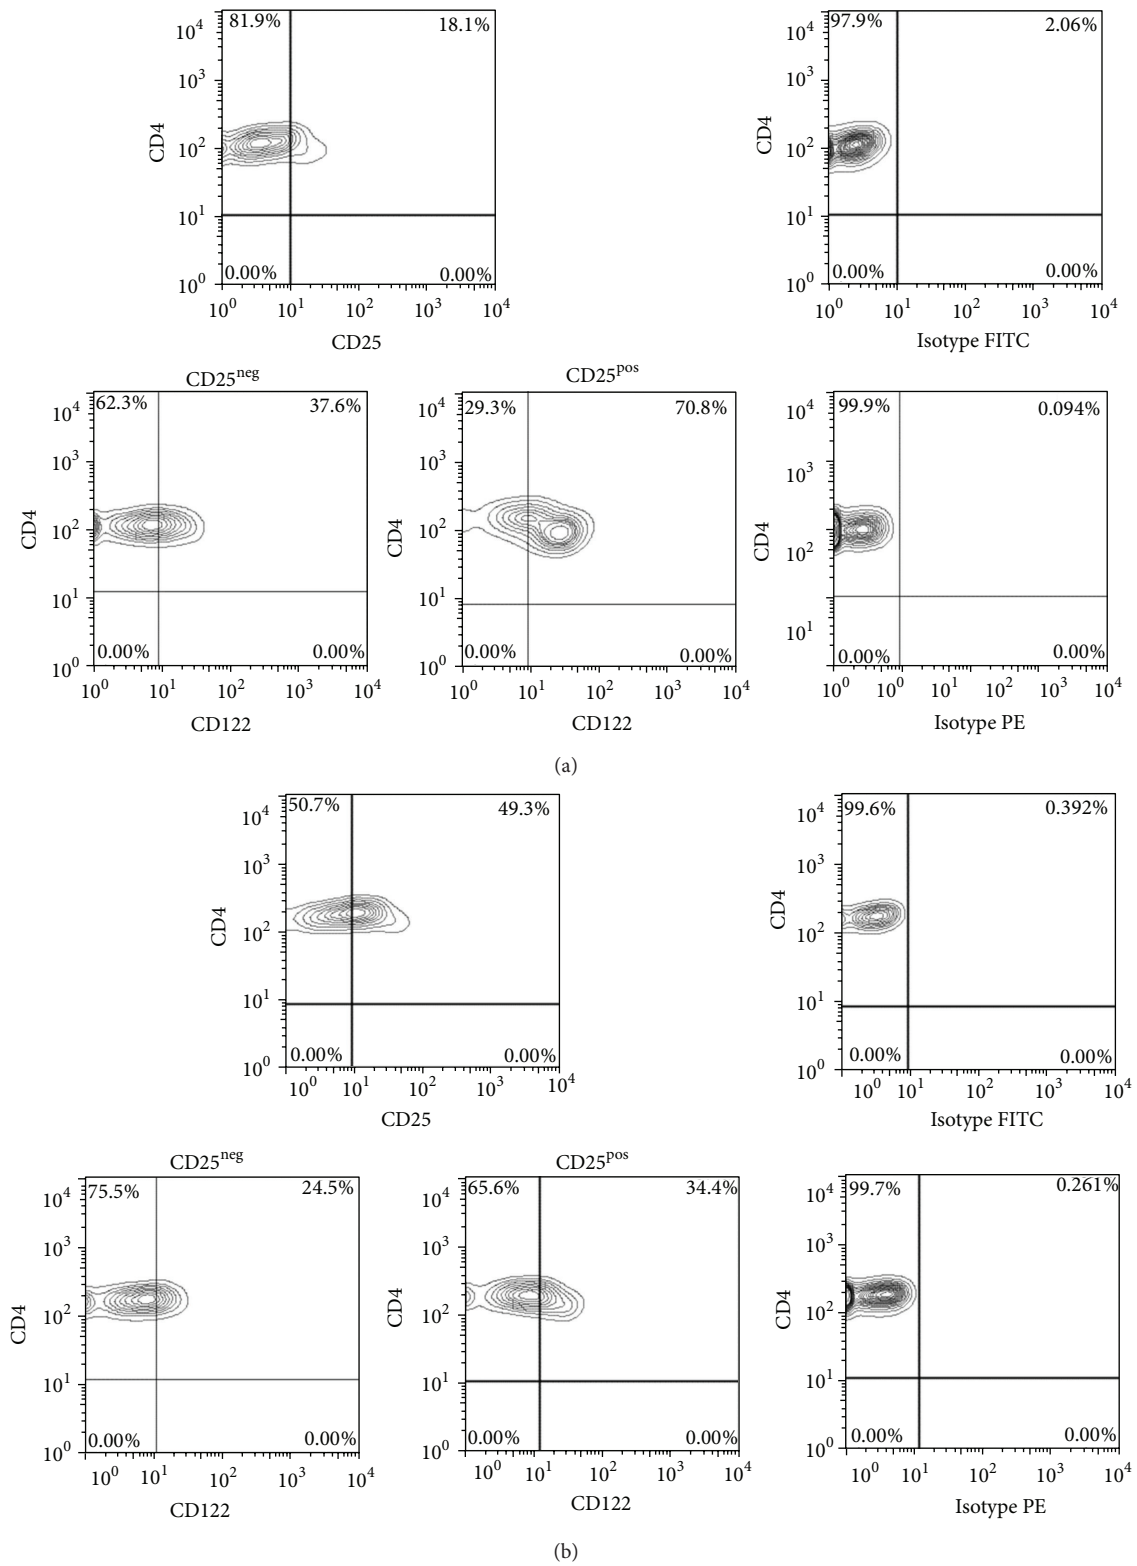 81.9% 18.1%
10⁴
10³
CD4
10²
10¹
0.00% 0.00%
10⁰
10⁰ 10¹ 10² 10³ 10⁴
CD25
97.9% 2.06%
10⁴
10³
CD4
10²
10¹
0.00% 0.00%
10⁰
10⁰ 10¹ 10² 10³ 10⁴
Isotype FITC
CD25ⁿᵉᵍ
62.3% 37.6%
10⁴
10³
CD4
10²
10¹
0.00% 0.00%
10⁰
10⁰ 10¹ 10² 10³ 10⁴
CD122
CD25ᵖᵒˢ
29.3% 70.8%
10⁴
10³
CD4
10²
10¹
0.00% 0.00%
10⁰
10⁰ 10¹ 10² 10³ 10⁴
CD122
99.9% 0.094%
10⁴
10³
CD4
10²
10²
10¹
0.00% 0.00%
10⁰ 10⁰ 10¹ 10² 10³ 10⁴
Isotype PE
(a)
50.7% 49.3%
10⁴
10³
CD4
10²
10¹
0.00% 0.00%
10⁰
10⁰ 10¹ 10² 10³ 10⁴
CD25
99.6% 0.392%
10⁴
10³
CD4
10²
10¹
0.00% 0.00%
10⁰
10⁰ 10¹ 10² 10³ 10⁴
Isotype FITC
CD25ⁿᵉᵍ
75.5% 24.5%
10⁴
10³
CD4
10²
10¹
0.00% 0.00%
10⁰
10⁰ 10¹ 10² 10³ 10⁴
CD122
CD25ᵖᵒˢ
65.6% 34.4%
10⁴
10³
CD4
10²
10¹
0.00% 0.00%
10⁰
10⁰ 10¹ 10² 10³ 10⁴
CD122
99.7% 0.261%
10⁴
10³
CD4
10²
10¹
0.00% 0.00%
10⁰
10⁰ 10¹ 10² 10³ 10⁴
Isotype PE
(b)